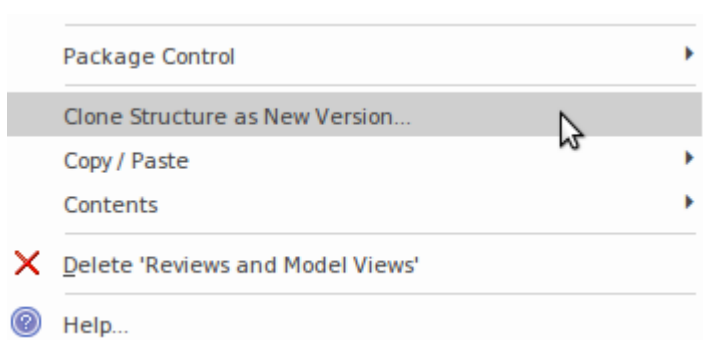 Package Control
Clone Structure as New Version...
Copy / Paste
Contents
Delete 'Reviews and Model Views'
Help...